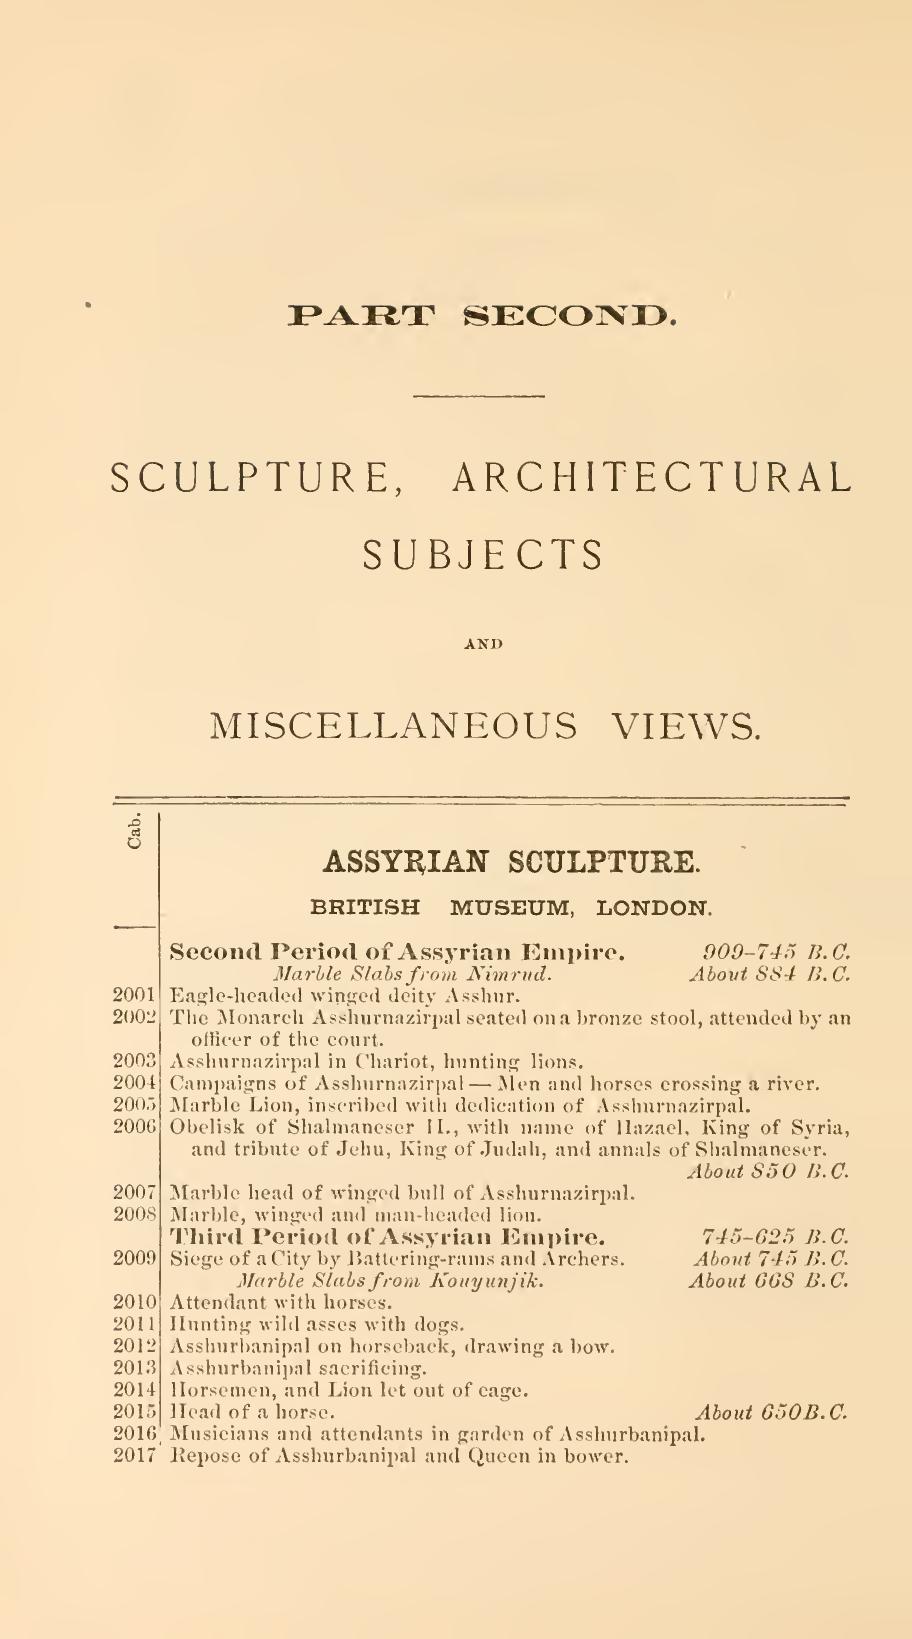 PART SECOND.
SCULPTURE, ARCHITECTURAL
SUBJECTS
AND
MISCELLANEOUS VIEWS.
Cab.
ASSYRIAN SCULPTURE.
BRITISH MUSEUM, LONDON.
Second Period of Assyrian Empire. 909-745 B.C.
Marble Slabs from Nimrud. About 884 B.C.
2001 Eagle-headed winged deity Asshur.
2002 The Monarch Asshurnazirpal seated on a bronze stool, attended by an
officer of the court.
2003 Asshurnazirpal in Chariot, hunting lions.
2004 Campaigns of Asshurnazirpal — Men and horses crossing a river.
2005 Marble Lion, inscribed with dedication of Asshurnazirpal.
2006 Obelisk of Shalmaneser II., with name of Hazael, King of Syria,
and tribute of Jehu, King of Judah, and annals of Shalmaneser.
About 850 B.C.
2007 Marble head of winged bull of Asshurnazirpal.
2008 Marble, winged and man-headed lion.
Third Period of Assyrian Empire. 745-625 B.C.
2009 Siege of a City by Battering-rams and Archers. About 745 B.C.
Marble Slabs from Kouyunjik. About 668 B.C.
2010 Attendant with horses.
2011 Hunting wild asses with dogs.
2012 Asshurbanipal on horseback, drawing a bow.
2013 Asshurbanipal sacrificing.
2014 Horsemen, and Lion let out of cage.
2015 Head of a horse. About 650 B.C.
2016 Musicians and attendants in garden of Asshurbanipal.
2017 Repose of Asshurbanipal and Queen in bower.